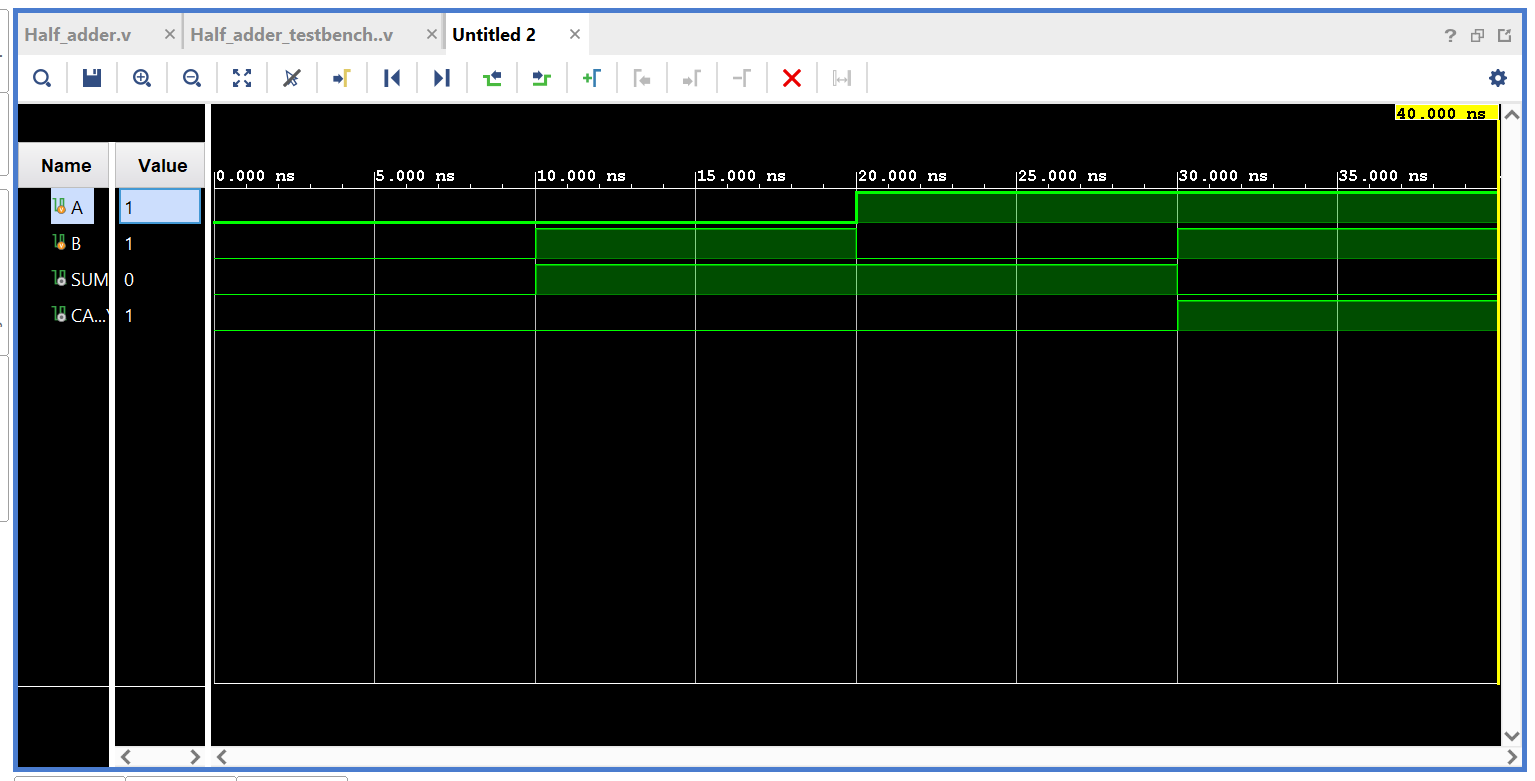 Half_adder.v Half_adder_testbench..v Untitled 2
40.000 ns
Name Value
0.000 ns 5.000 ns 10.000 ns 15.000 ns 20.000 ns 25.000 ns 30.000 ns 35.000 ns
A 1
B 1
SUM 0
CA...Y 1